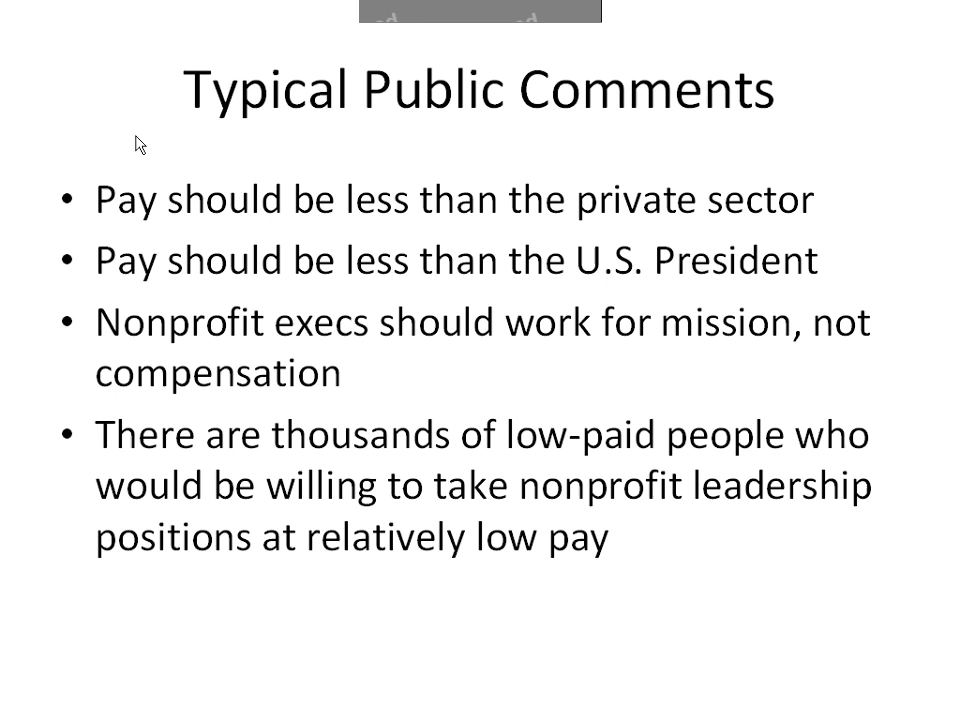 Typical Public Comments
• Pay should be less than the private sector
• Pay should be less than the U.S. President
• Nonprofit execs should work for mission, not
compensation
• There are thousands of low-paid people who
would be willing to take nonprofit leadership
positions at relatively low pay